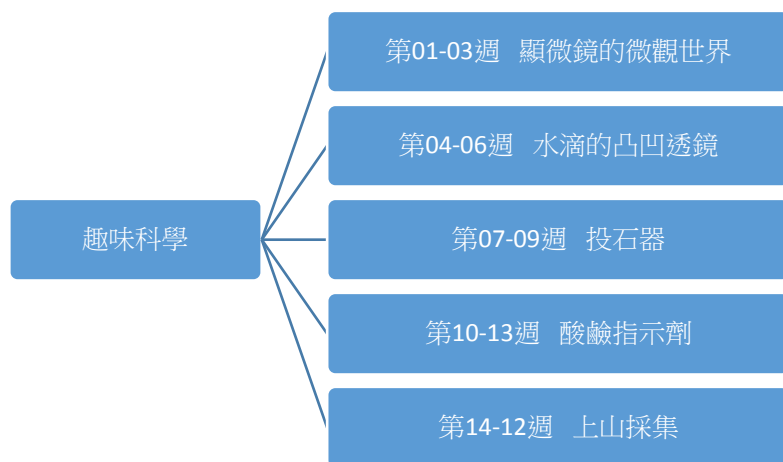 趣味科學
第01-03週 顯微鏡的微觀世界
第04-06週 水滴的凸凹透鏡
第07-09週 投石器
第10-13週 酸鹼指示劑
第14-12週 上山採集